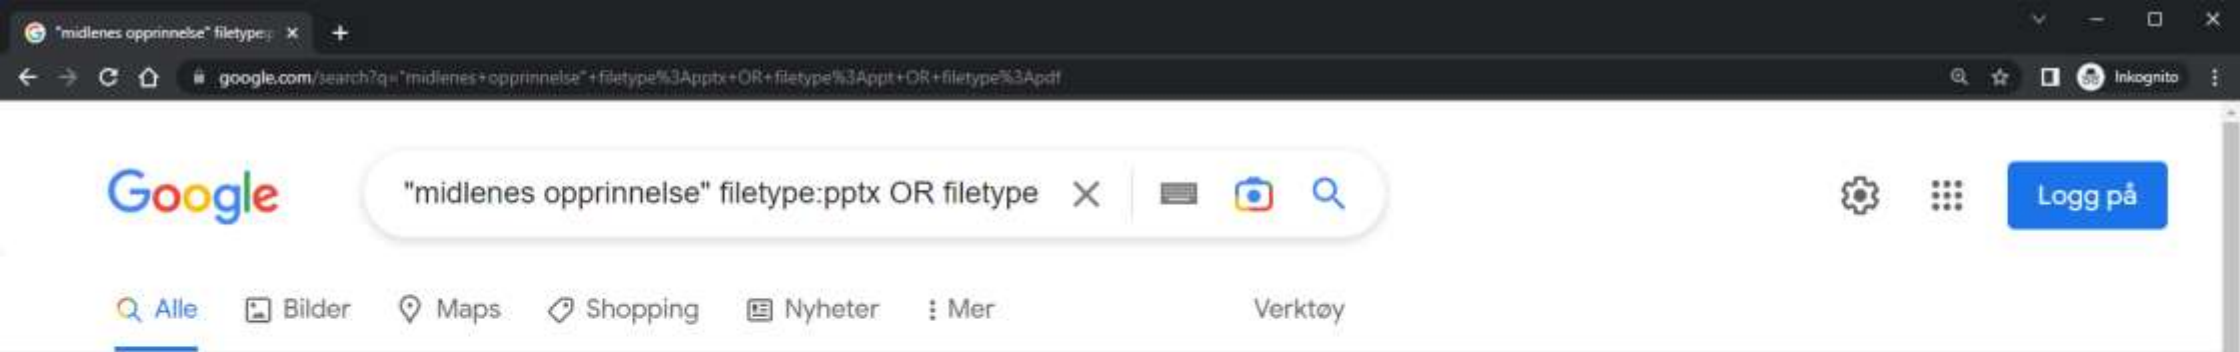 "midlenes opprinnelse" filetype:
google.com/search?q="midlenes+opprinnelse"+filetype%3Apptx+OR+filetype%3Appt+OR+filetype%3Apdf Inkognito
Google "midlenes opprinnelse" filetype:pptx OR filetype Logg på
Alle Bilder Maps Shopping Nyheter Mer Verktøy